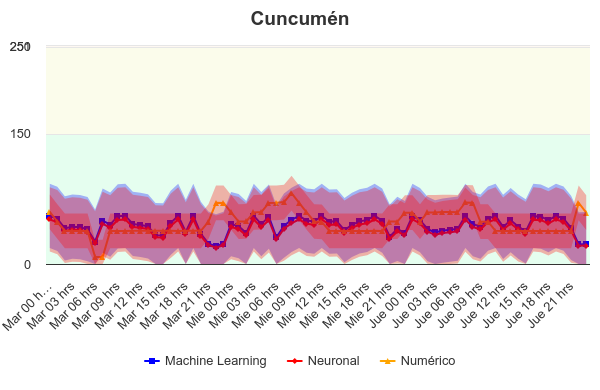 Cuncumén
250
150
0
Mar 00 h...
Mar 03 hrs
Mar 06 hrs
Mar 09 hrs
Mar 12 hrs
Mar 15 hrs
Mar 18 hrs
Mar 21 hrs
Mie 00 hrs
Mie 03 hrs
Mie 06 hrs
Mie 09 hrs
Mie 12 hrs
Mie 15 hrs
Mie 18 hrs
Mie 21 hrs
Jue 00 hrs
Jue 03 hrs
Jue 06 hrs
Jue 09 hrs
Jue 12 hrs
Jue 15 hrs
Jue 18 hrs
Jue 21 hrs
Machine Learning Neuronal Numérico